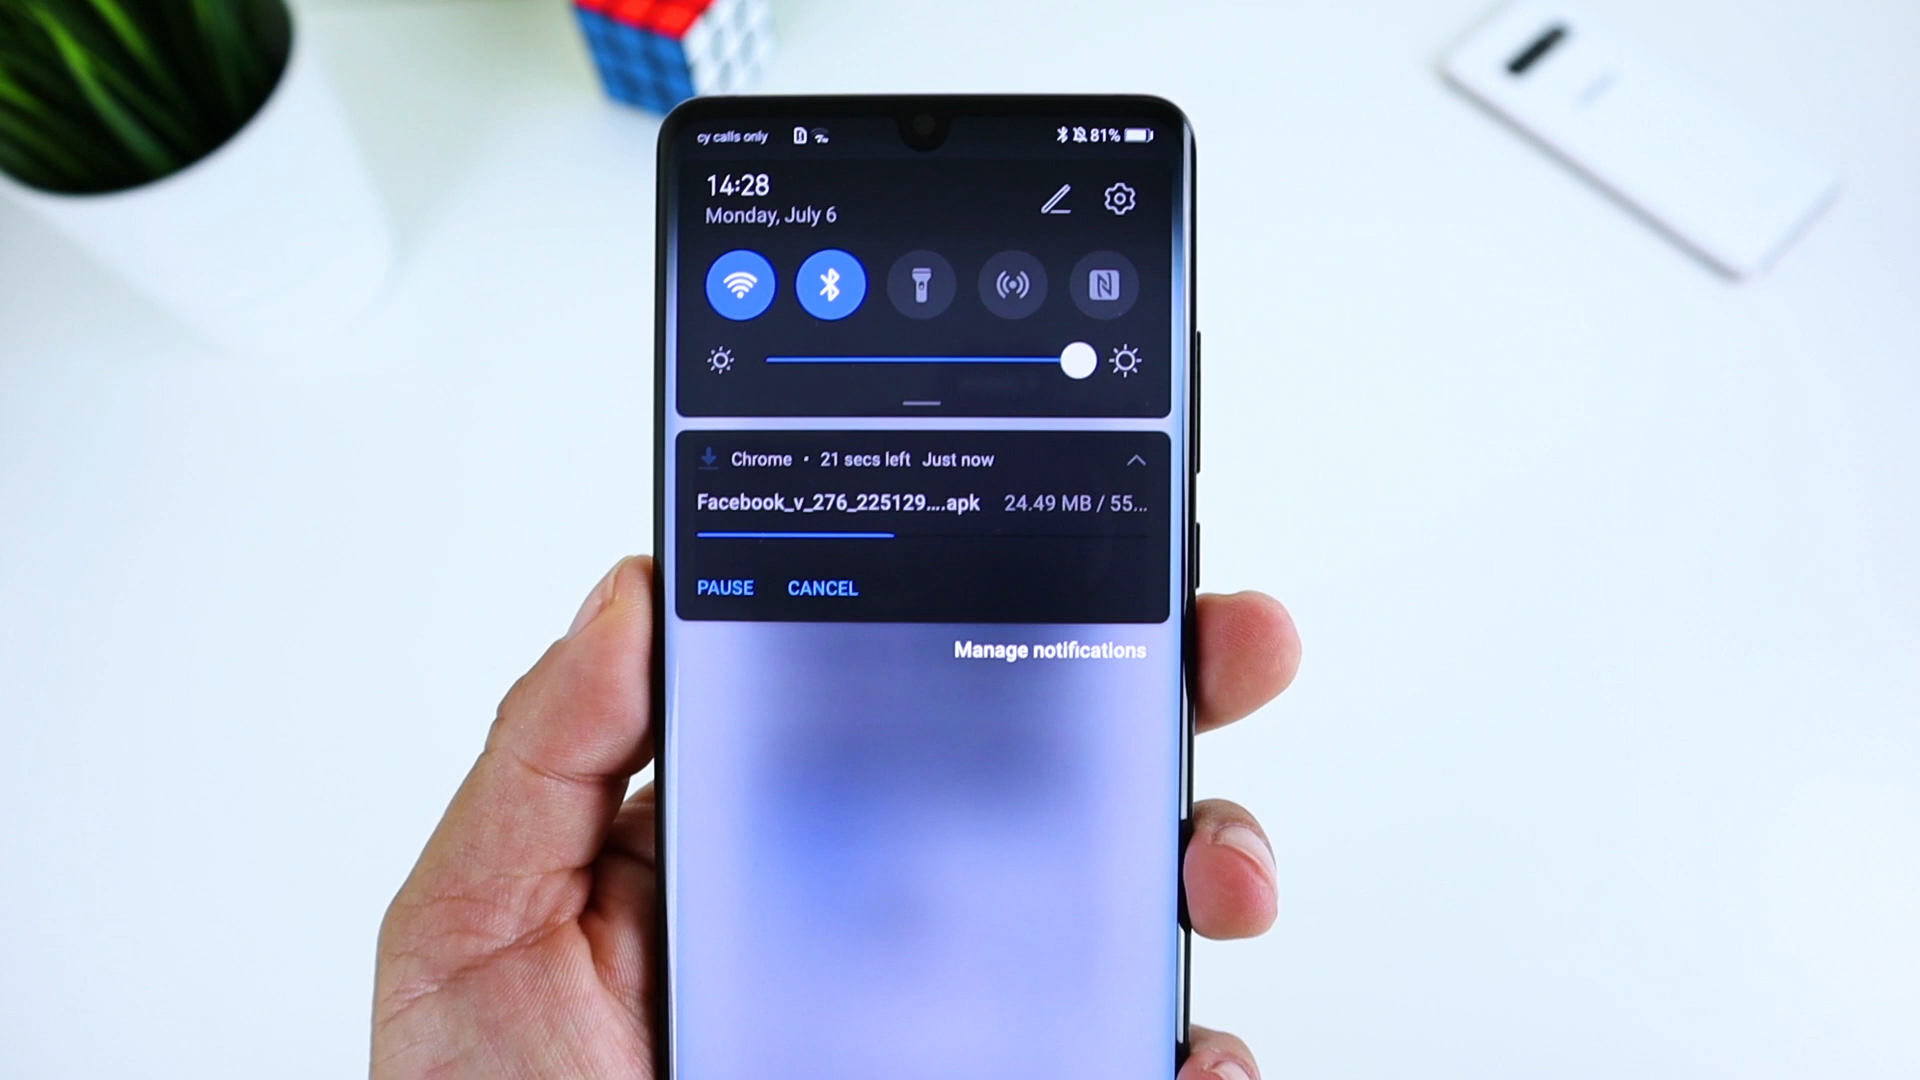 cy calls only 81%
14:28
Monday, July 6
Chrome • 21 secs left Just now
Facebook_v_276_225129....apk 24.49 MB / 55...
PAUSE CANCEL
Manage notifications